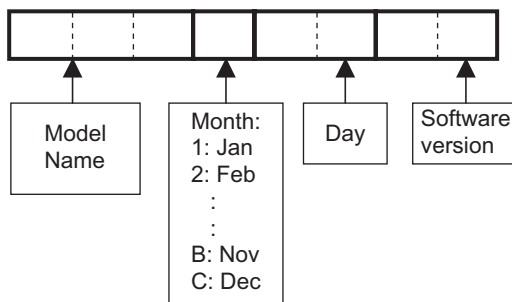 Model
Name
Month:
1: Jan
2: Feb
:
:
B: Nov
C: Dec
Day
Software
version